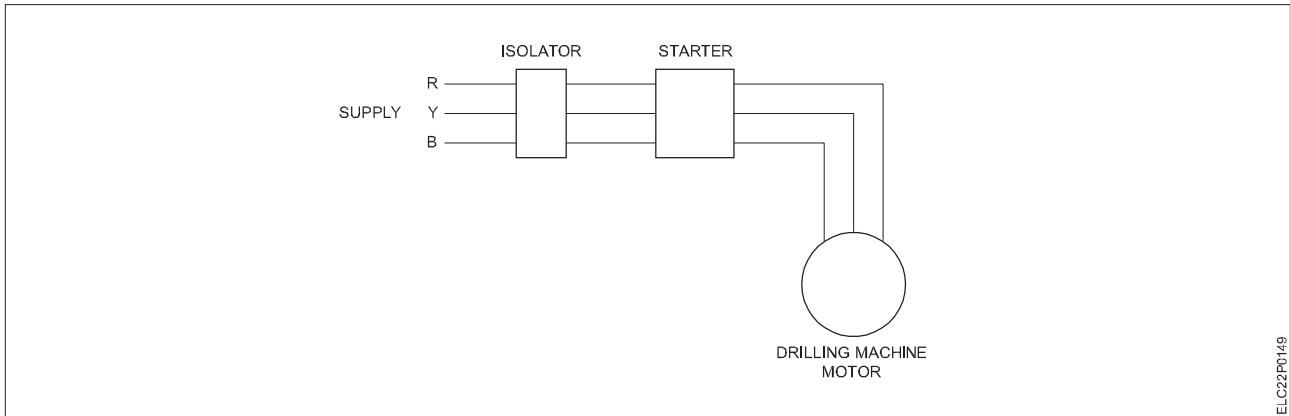 ISOLATOR STARTER
R
SUPPLY Y
B
DRILLING MACHINE
MOTOR
ELC22P0149